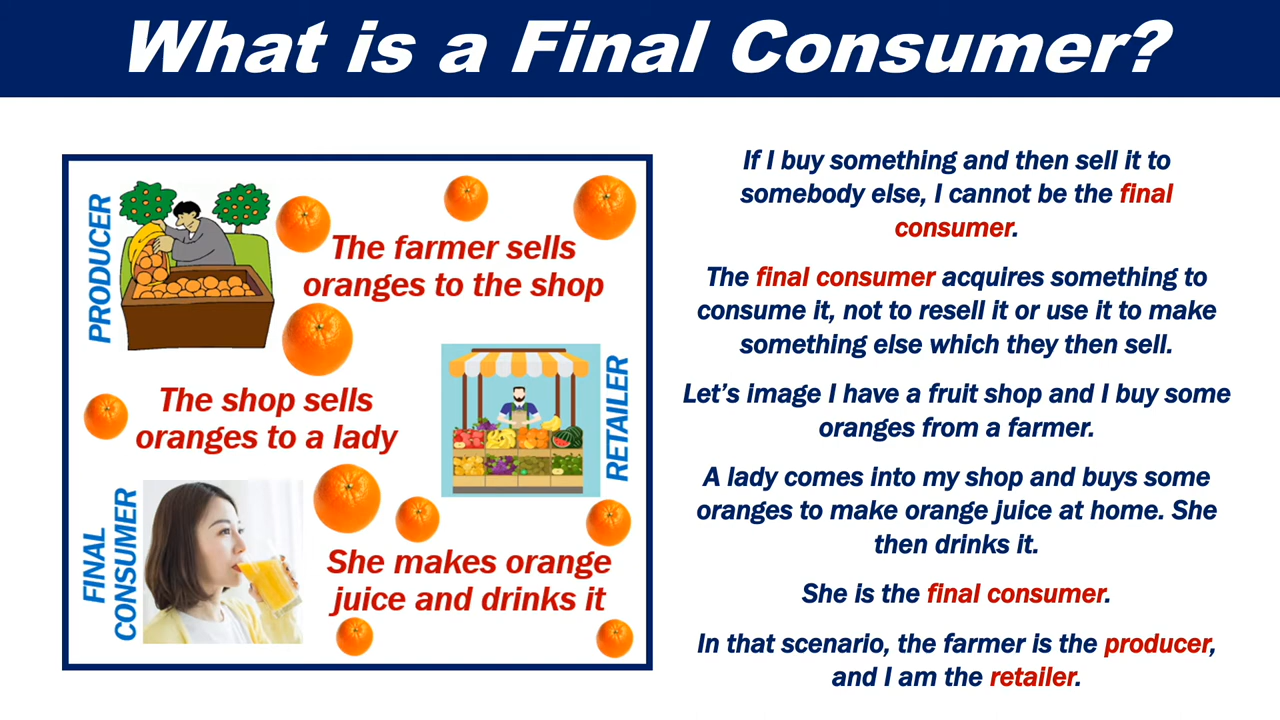 What is a Final Consumer?
PRODUCER
The farmer sells
oranges to the shop
The shop sells
oranges to a lady
RETAILER
FINAL
CONSUMER
She makes orange
juice and drinks it
If I buy something and then sell it to
somebody else, I cannot be the final
consumer.
The final consumer acquires something to
consume it, not to resell it or use it to make
something else which they then sell.
Let's image I have a fruit shop and I buy some
oranges from a farmer.
A lady comes into my shop and buys some
oranges to make orange juice at home. She
then drinks it.
She is the final consumer.
In that scenario, the farmer is the producer,
and I am the retailer.